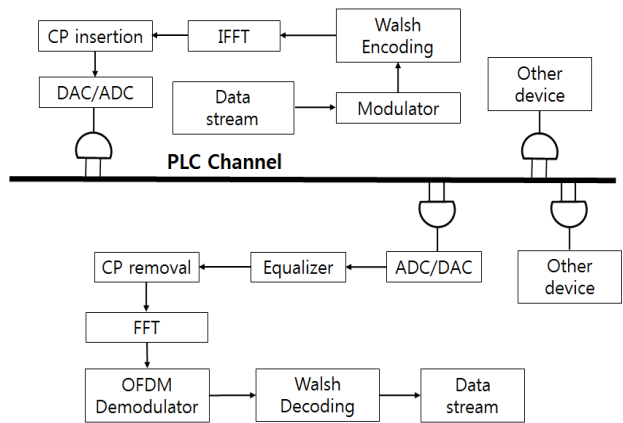 CP insertion
IFFT
Walsh
Encoding
DAC/ADC
Data
stream
Modulator
Other
device
PLC Channel
CP removal
Equalizer
ADC/DAC
Other
device
FFT
OFDM
Demodulator
Walsh
Decoding
Data
stream